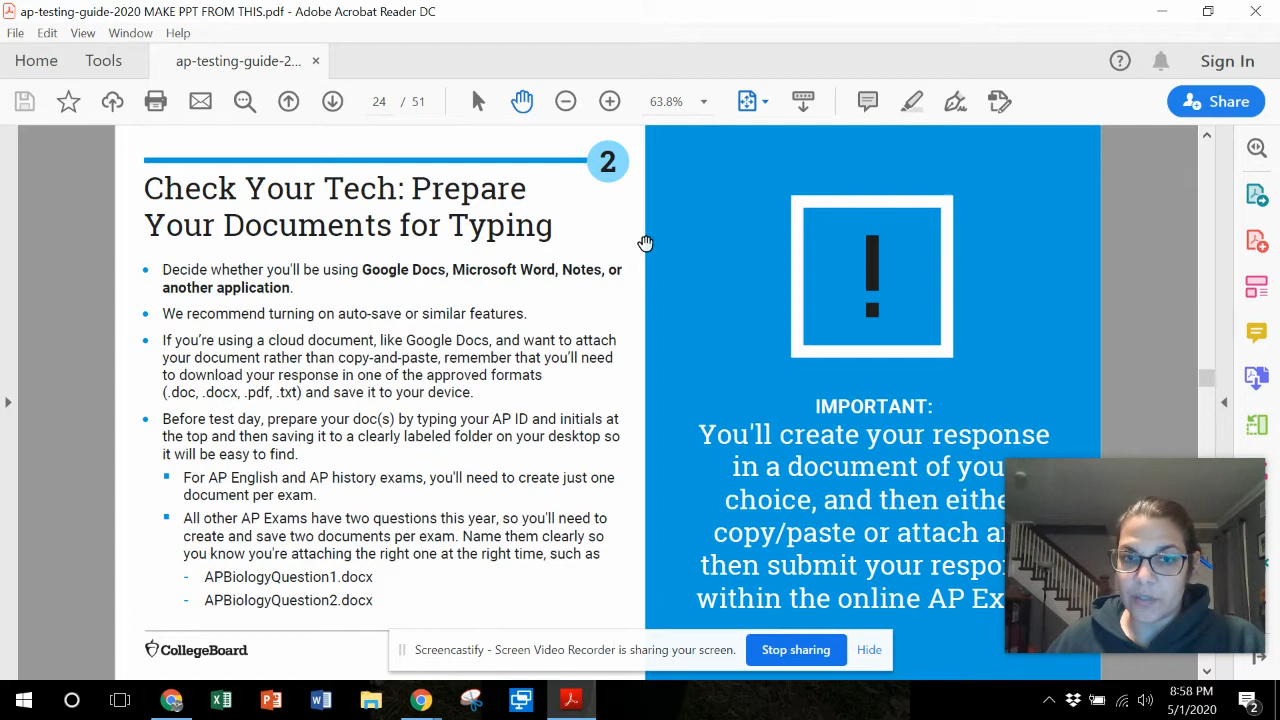 ap-testing-guide-2020 MAKE PPT FROM THIS.pdf - Adobe Acrobat Reader DC
File Edit View Window Help
Home Tools ap-testing-guide-2... × Sign In
24 / 51 63.8% Share
2
Check Your Tech: Prepare
Your Documents for Typing
• Decide whether you'll be using Google Docs, Microsoft Word, Notes, or
another application.
• We recommend turning on auto-save or similar features.
• If you're using a cloud document, like Google Docs, and want to attach
your document rather than copy-and-paste, remember that you'll need
to download your response in one of the approved formats
(.doc, .docx, .pdf, .txt) and save it to your device.
• Before test day, prepare your doc(s) by typing your AP ID and initials at
the top and then saving it to a clearly labeled folder on your desktop so
it will be easy to find.
▪ For AP English and AP history exams, you'll need to create just one
document per exam.
▪ All other AP Exams have two questions this year, so you'll need to
create and save two documents per exam. Name them clearly so
you know you're attaching the right one at the right time, such as
- APBiologyQuestion1.docx
- APBiologyQuestion2.docx
CollegeBoard
!
IMPORTANT:
You'll create your response
in a document of you
choice, and then eithe
copy/paste or attach a
then submit your respo
within the online AP Ex
Screencastify - Screen Video Recorder is sharing your screen. Stop sharing Hide
8:58 PM
5/1/2020
2